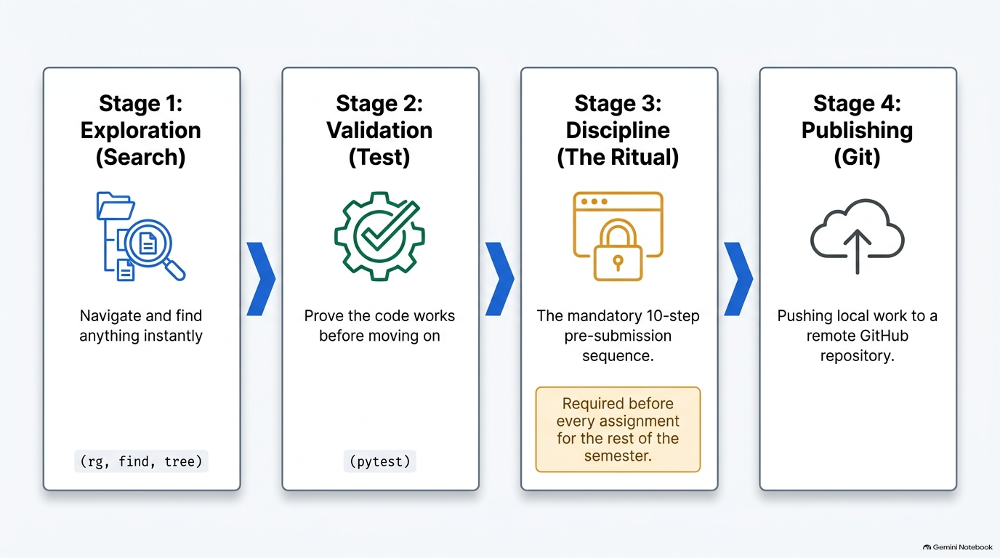 Stage 1:
Exploration
(Search)
Navigate and find
anything instantly
(rg, find, tree)
Stage 2:
Validation
(Test)
Prove the code works
before moving on
(pytest)
Stage 3:
Discipline
(The Ritual)
The mandatory 10-step
pre-submission
sequence.
Required before
every assignment
for the rest of the
semester.
Stage 4:
Publishing
(Git)
Pushing local work to a
remote GitHub
repository.
Gemini Notebook